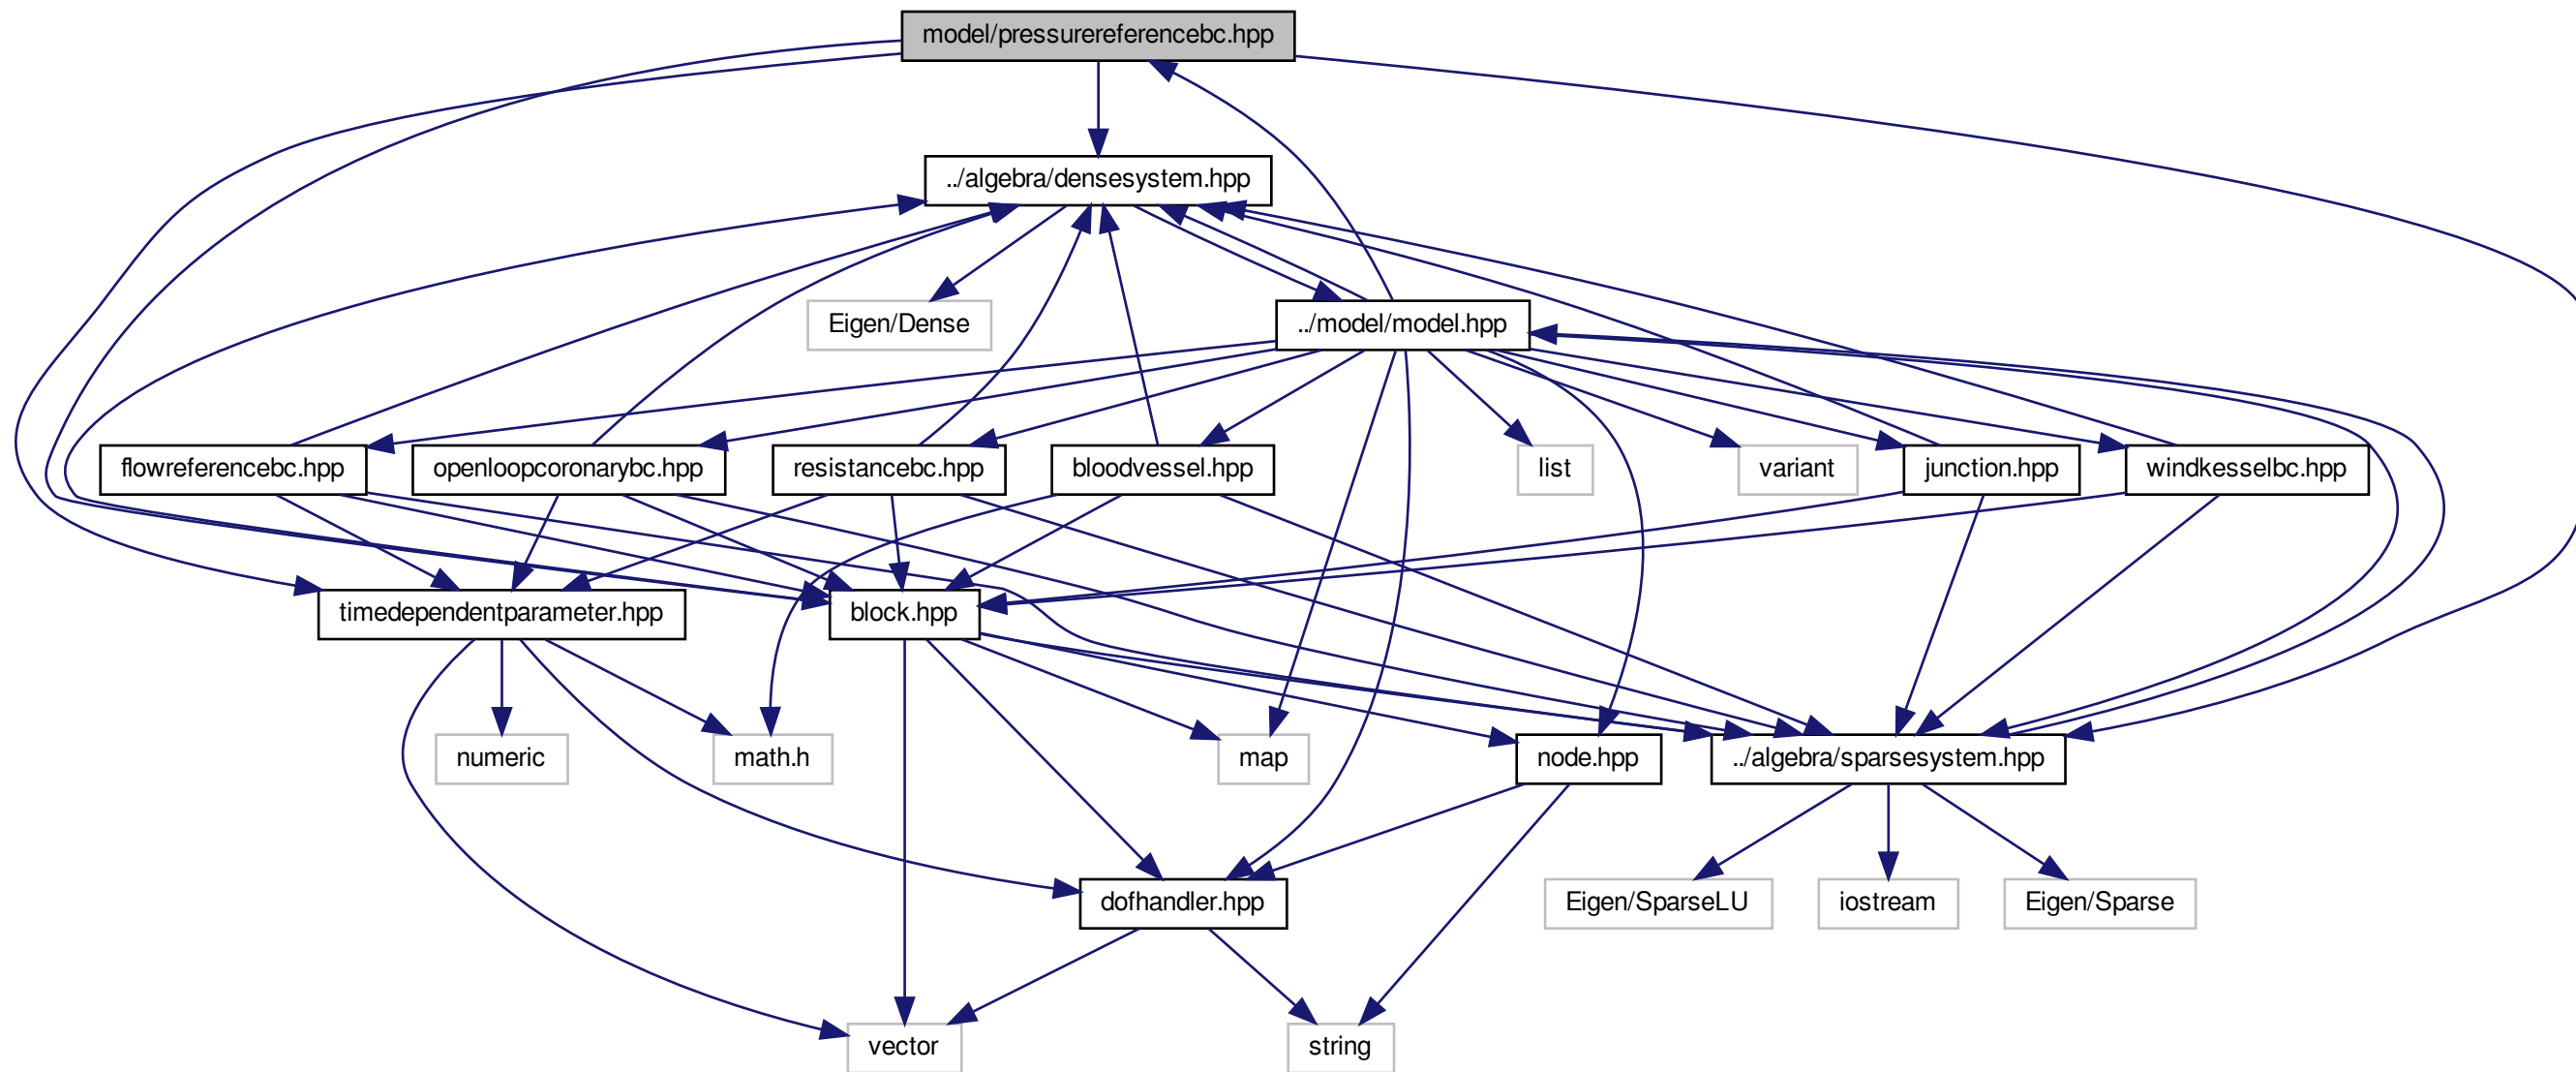 model/pressurereferencebc.hpp
../algebra/densesystem.hpp
Eigen/Dense
../model/model.hpp
flowreferencebc.hpp
openloopcoronarybc.hpp
resistancebc.hpp
bloodvessel.hpp
list
variant
junction.hpp
windkesselbc.hpp
timedependentparameter.hpp
block.hpp
numeric
math.h
map
node.hpp
../algebra/sparsesystem.hpp
dofhandler.hpp
Eigen/SparseLU
iostream
Eigen/Sparse
vector
string